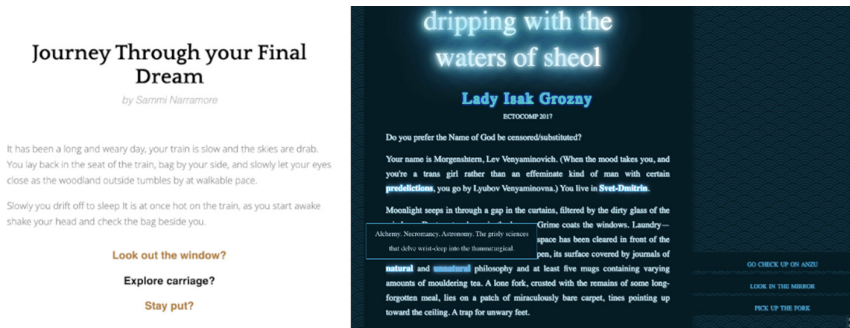 Journey Through your Final
Dream
by Sammi Narramore
It has been a long and weary day, your train is slow and the skies are drab.
You lay back in the seat of the train, bag by your side, and slowly let your eyes
close as the woodland outside tumbles by at walkable pace.
Slowly you drift off to sleep It is at once hot on the train, as you start awake
shake your head and check the bag beside you.
Look out the window?
Explore carriage?
Stay put?
dripping with the
waters of sheol
Lady Isak Grozny
ECTOCOMP 2017
Do you prefer the Name of God be censored/substituted?
Your name is Morgenshtern, Lev Venyaminovich. (When the mood takes you, and
you're a trans girl rather than an effeminate kind of man with certain
predelictions, you go by Lyubov Venyaminovna.) You live in Svet-Dmitrin.
Moonlight seeps in through a gap in the curtains, filtered by the dirty glass of the
Grime coats the windows. Laundry—
Alchemy. Necromancy. Astronomy. The grisly sciences
that delve wrist-deep into the thaumaturgical.
space has been cleared in front of the
pen, its surface covered by journals of
natural and unnatural philosophy and at least five mugs containing varying
amounts of mouldering tea. A lone fork, crusted with the remains of some long-
forgotten meal, lies on a patch of miraculously bare carpet, tines pointing up
toward the ceiling. A trap for unwary feet.
GO CHECK UP ON ANZU
LOOK IN THE MIRROR
PICK UP THE FORK